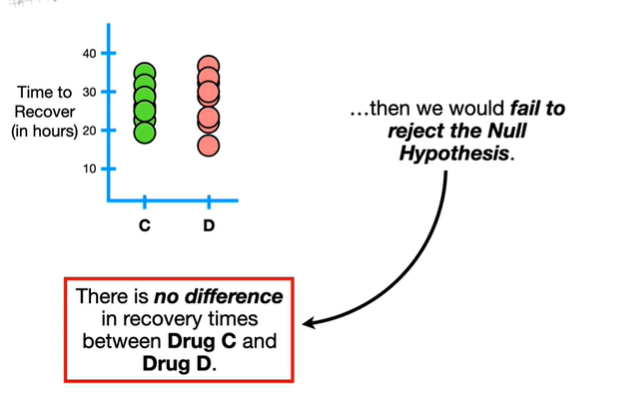 40
Time to
Recover
(in hours)
30
20
10
C
D
...then we would fail to
reject the Null
Hypothesis.
There is no difference
in recovery times
between Drug C and
Drug D.